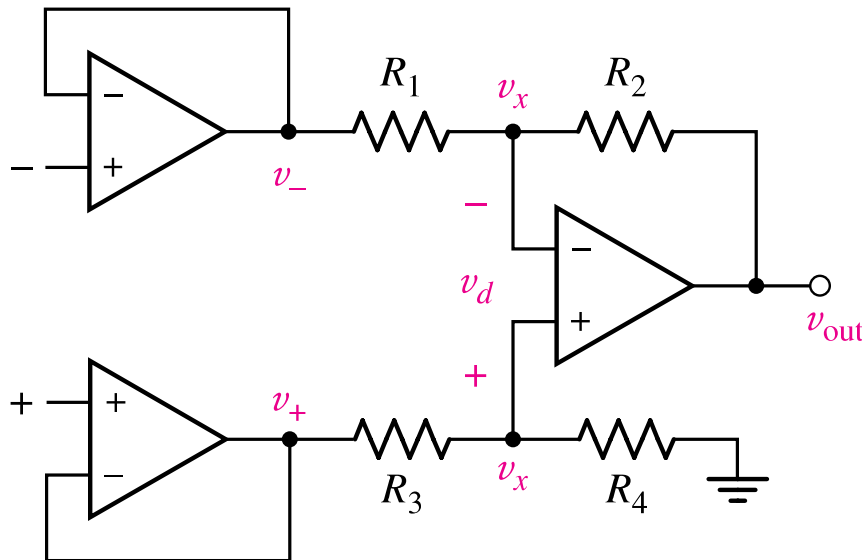 R1 vx R2
−
− + v−
− −
vd
+ vout
+
+ + v+
−
R3 vx R4